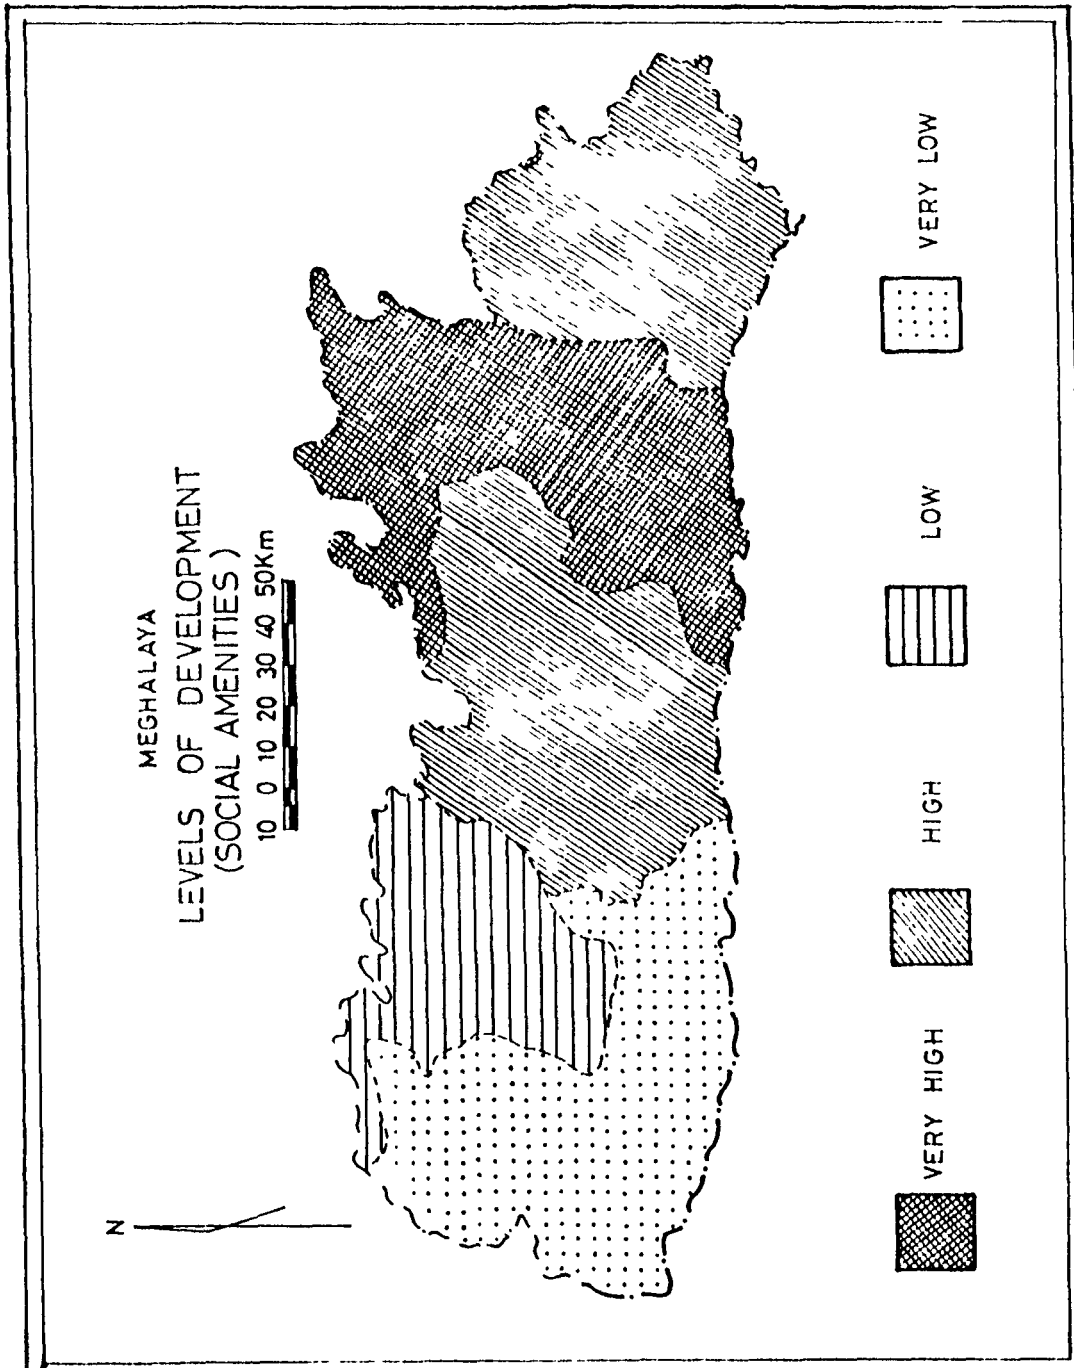 MEGHALAYA
LEVELS OF DEVELOPMENT
(SOCIAL AMENITIES)
10 0 10 20 30 40 50Km
N
VERY HIGH
HIGH
LOW
VERY LOW